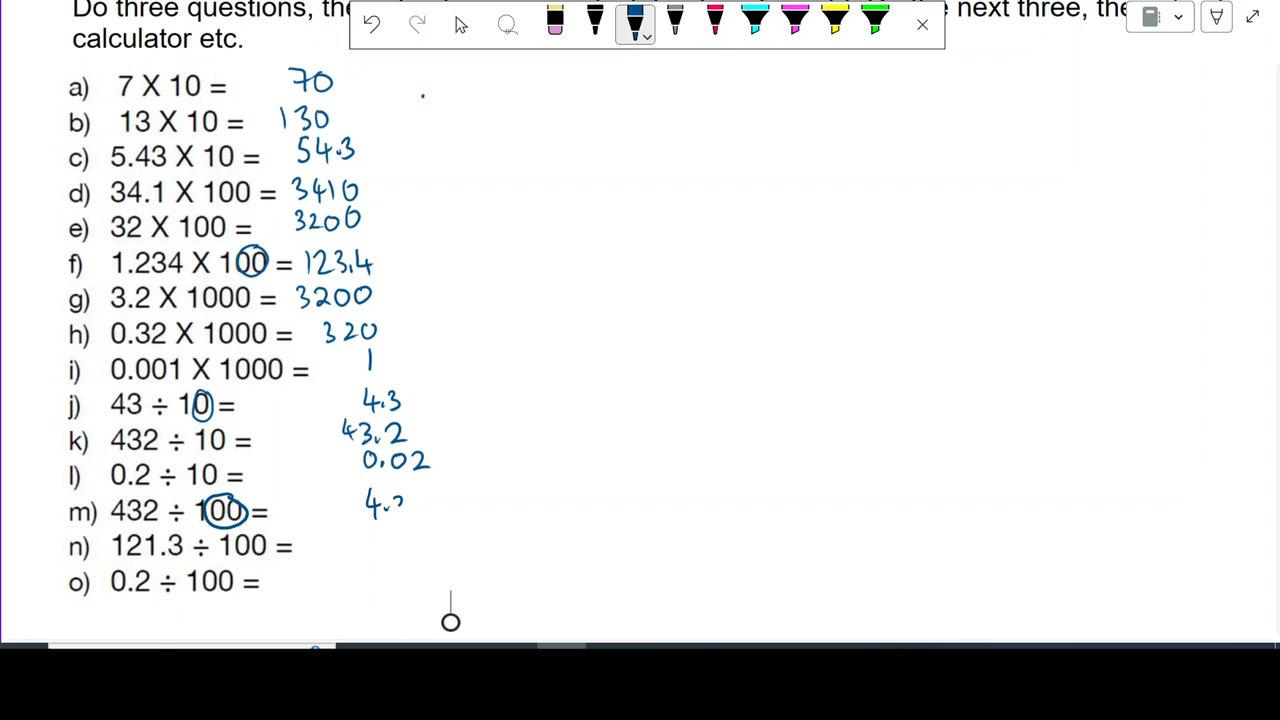 Do three questions, the next three, the
calculator etc.
a) 7 X 10 = 70
b) 13 X 10 = 130
c) 5.43 X 10 = 54.3
d) 34.1 X 100 = 3410
e) 32 X 100 = 3200
f) 1.234 X 100 = 123.4
g) 3.2 X 1000 = 3200
h) 0.32 X 1000 = 320
i) 0.001 X 1000 = 1
j) 43 ÷ 10 = 4.3
k) 432 ÷ 10 = 43.2
l) 0.2 ÷ 10 = 0.02
m) 432 ÷ 100 = 4.
n) 121.3 ÷ 100 =
o) 0.2 ÷ 100 =